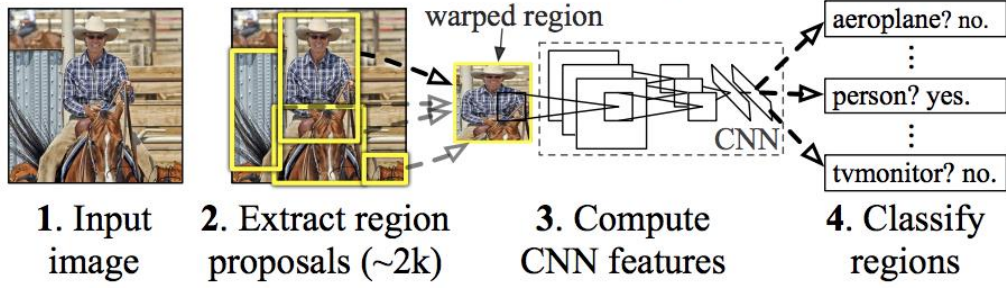 warped region
aeroplane? no.
person? yes.
tvmonitor? no.
CNN
1. Input
image
2. Extract region
proposals (~2k)
3. Compute
CNN features
4. Classify
regions